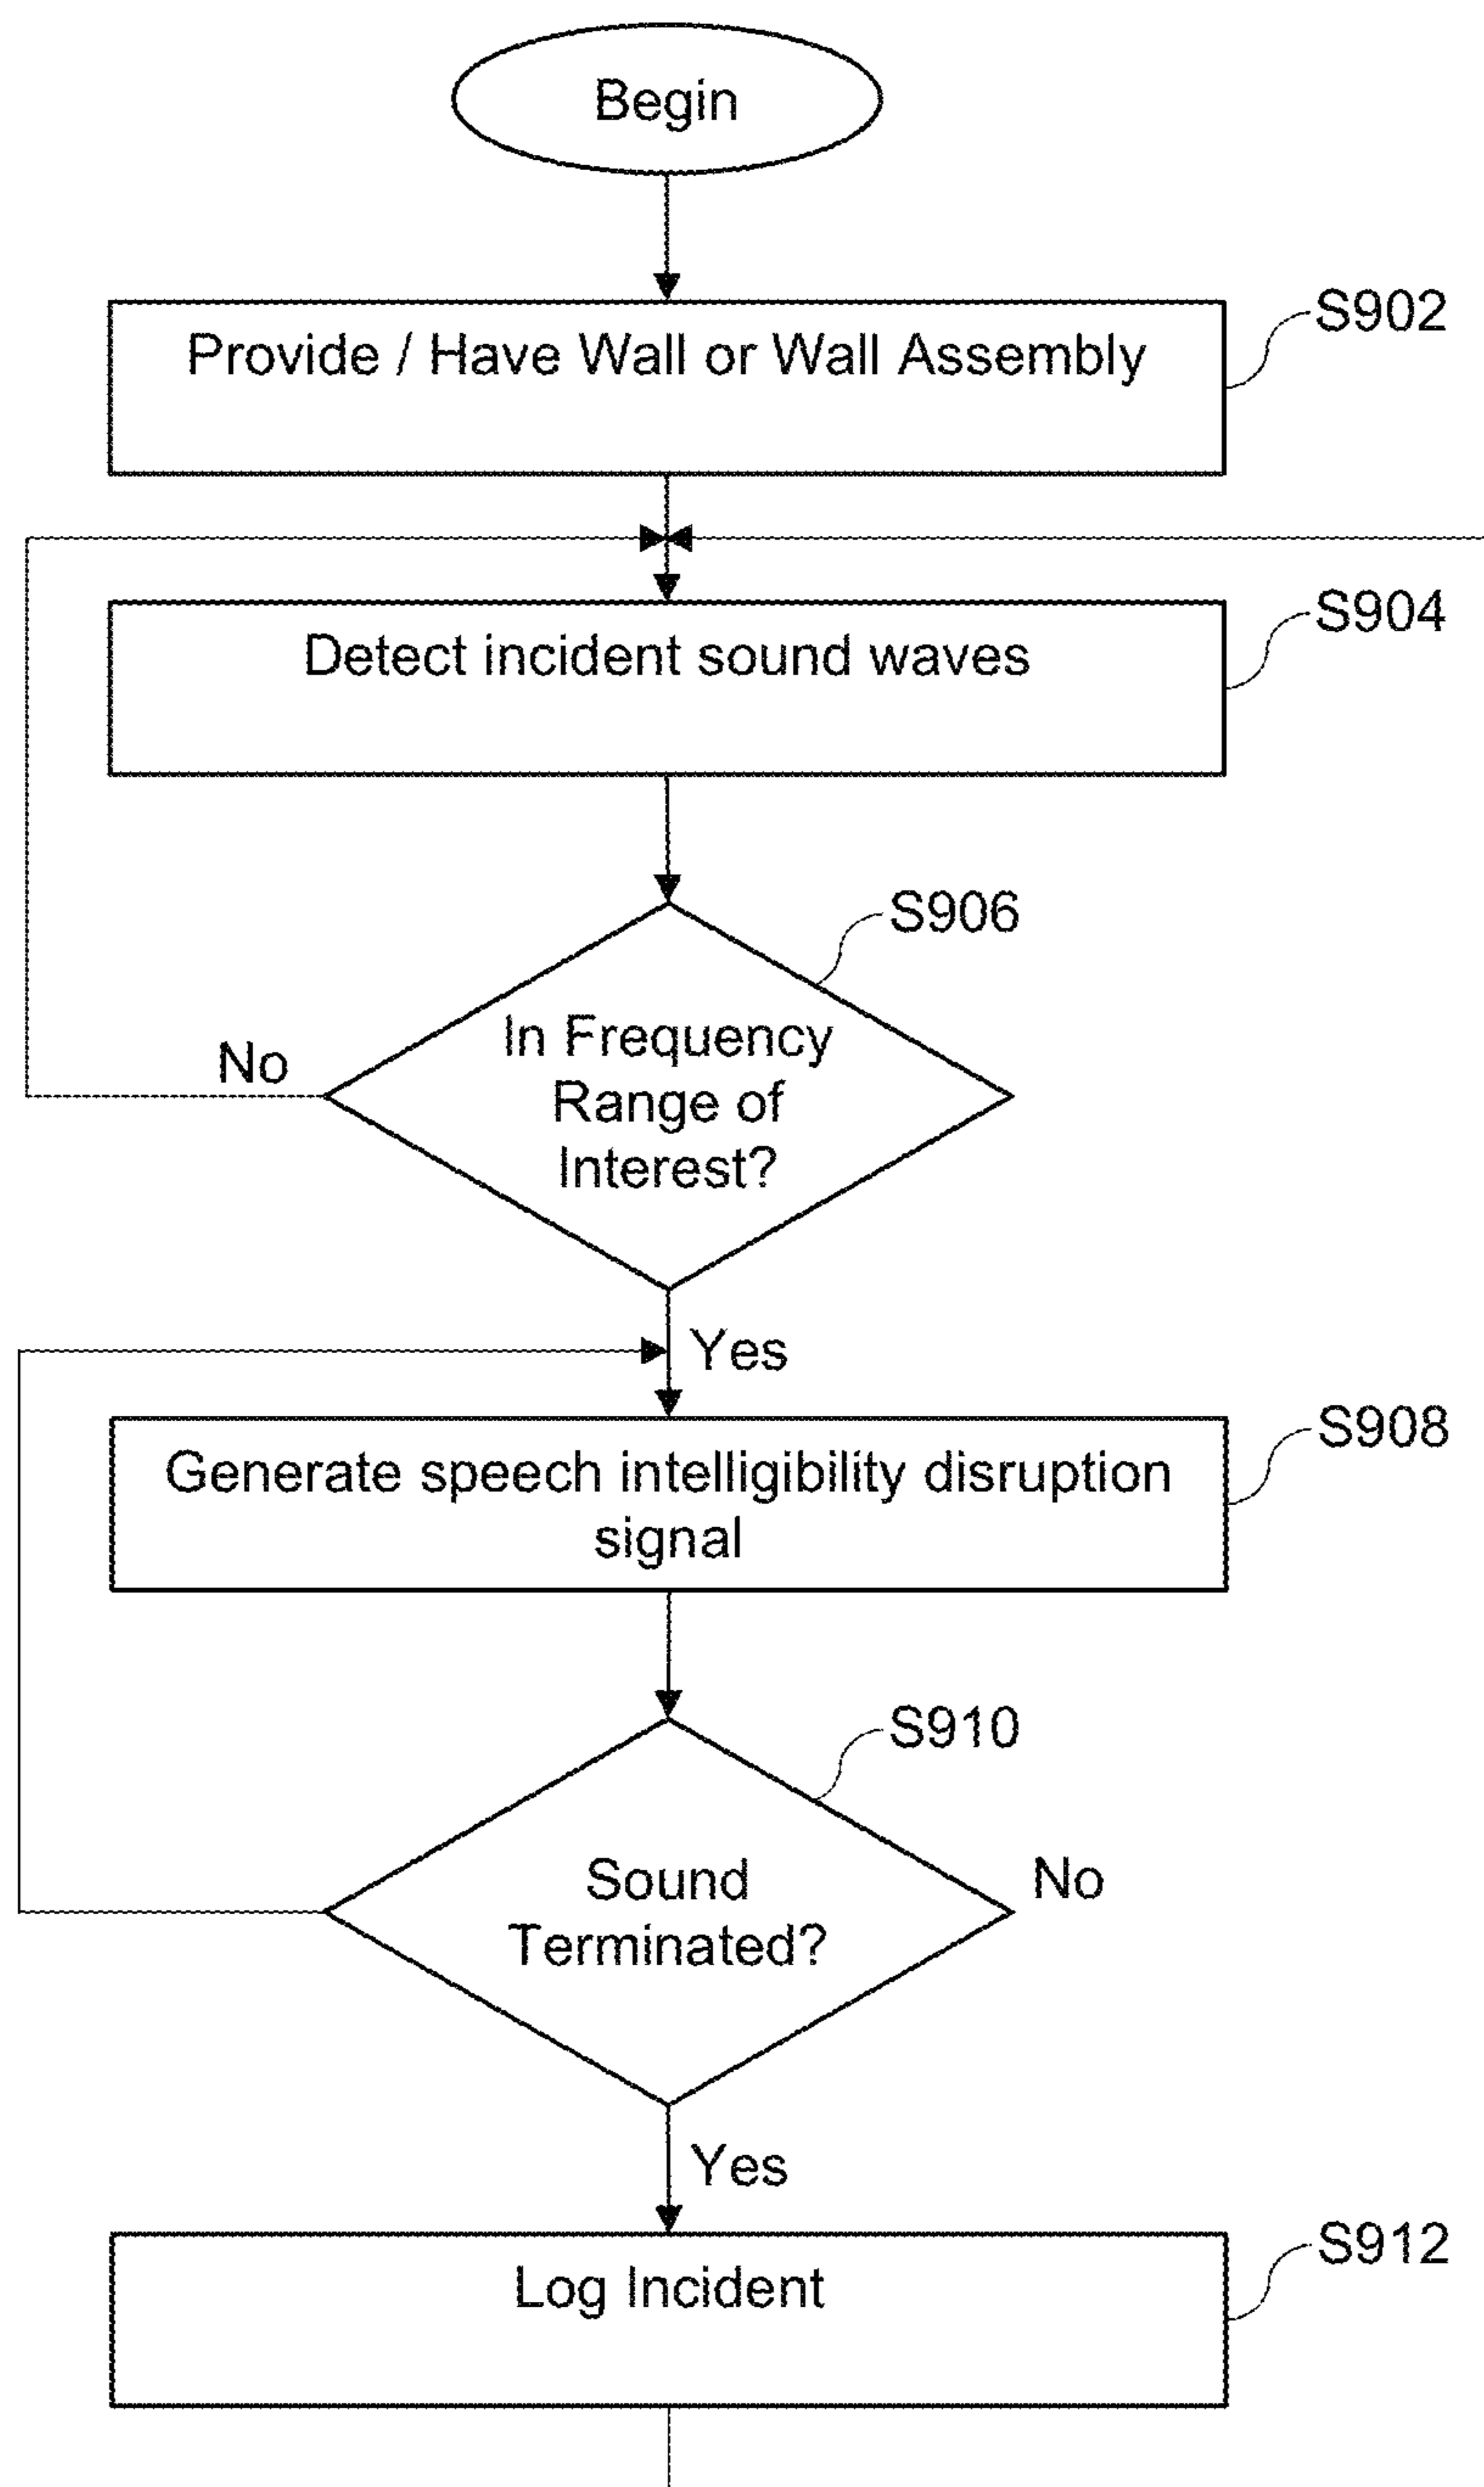 Begin
Provide / Have Wall or Wall Assembly
S902
Detect incident sound waves
S904
S906
In Frequency
Range of
Interest?
No
Yes
Generate speech intelligibility disruption
signal
S908
S910
Sound
Terminated?
No
Yes
Log Incident
S912